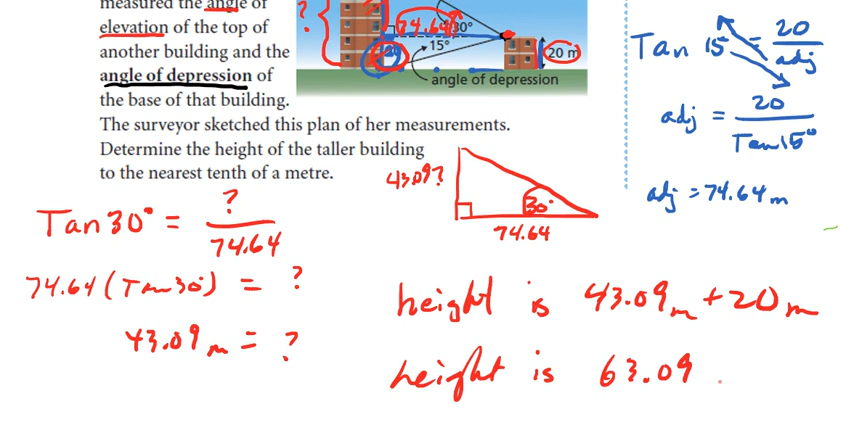 measured the angle of
elevation of the top of
another building and the
angle of depression of
the base of that building.
The surveyor sketched this plan of her measurements.
Determine the height of the taller building
to the nearest tenth of a metre.
?
74.64
30°
15°
20 m
angle of depression
Tan 15 = 20/adj
adj = 20/Tan15°
adj = 74.64 m
43.09?
30°
74.64
Tan 30° = ?/74.64
74.64 (Tan 30) = ?
43.09 m = ?
height is 43.09 m + 20 m
height is 63.09